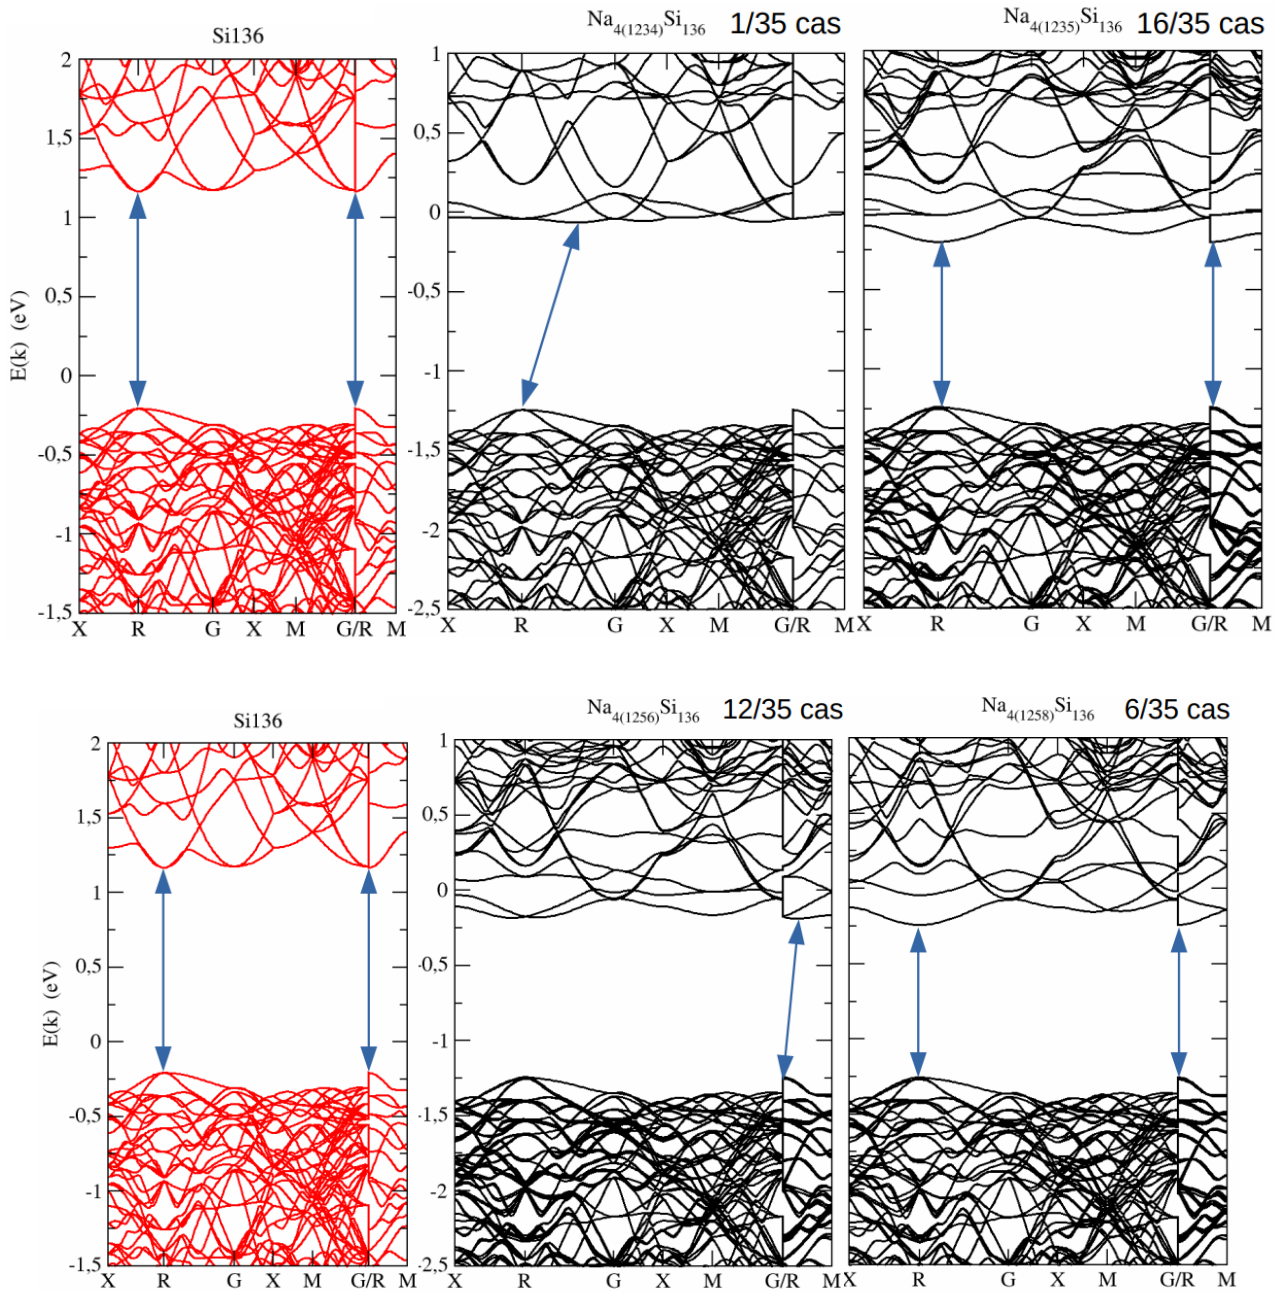 Si136
Na4(1234)Si136 1/35 cas
Na4(1235)Si136 16/35 cas
E(k) (eV)
2
1,5
1
0,5
0
-0,5
-1
-1,5
X R G X M G/R M
1
0,5
0
-0,5
-1
-1,5
-2
-2,5
X R G X M G/R M
X R G X M G/R M
Si136
Na4(1256)Si136 12/35 cas
Na4(1258)Si136 6/35 cas
E(k) (eV)
2
1,5
1
0,5
0
-0,5
-1
-1,5
X R G X M G/R M
1
0,5
0
-0,5
-1
-1,5
-2
-2,5
X R G X M G/R M
X R G X M G/R M